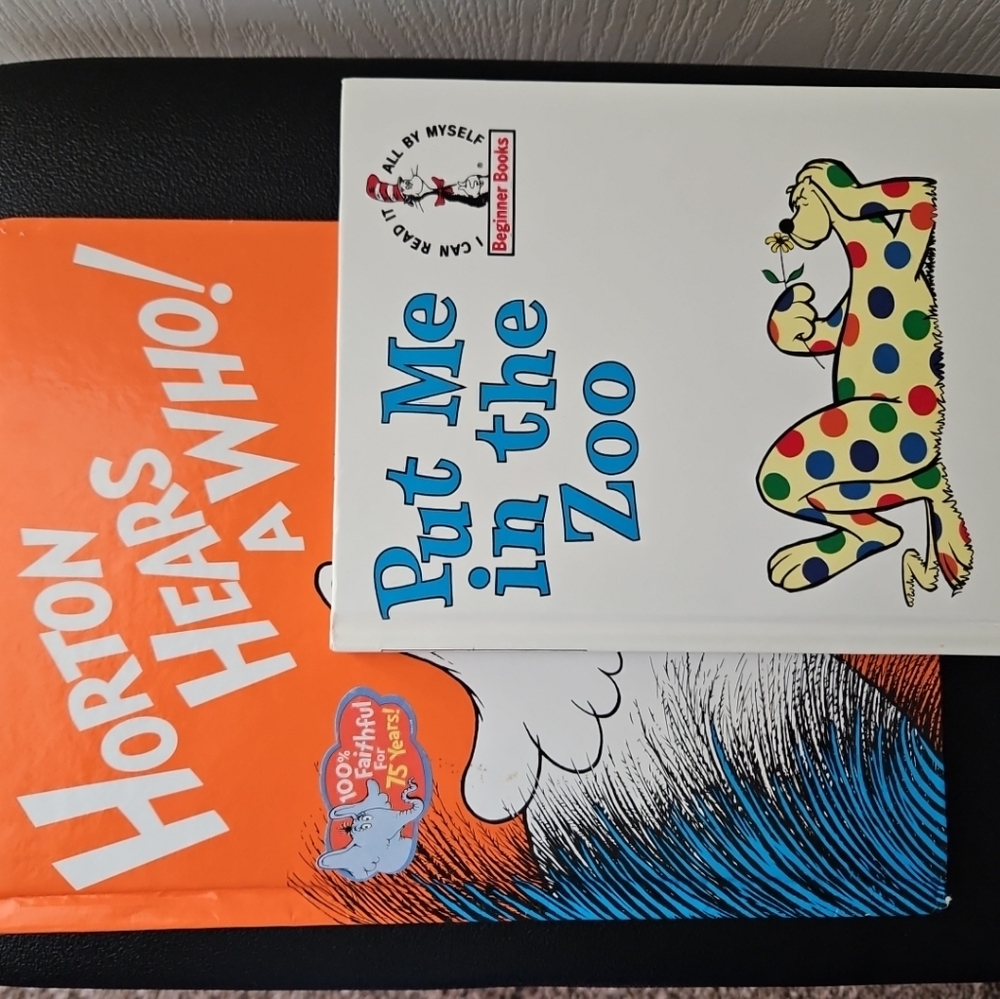 HORTON
HEARS
A WHO!
100%
Faithful
For
75 Years!
I CAN READ IT ALL BY MYSELF
Beginner Books
Put Me
in the
Zoo